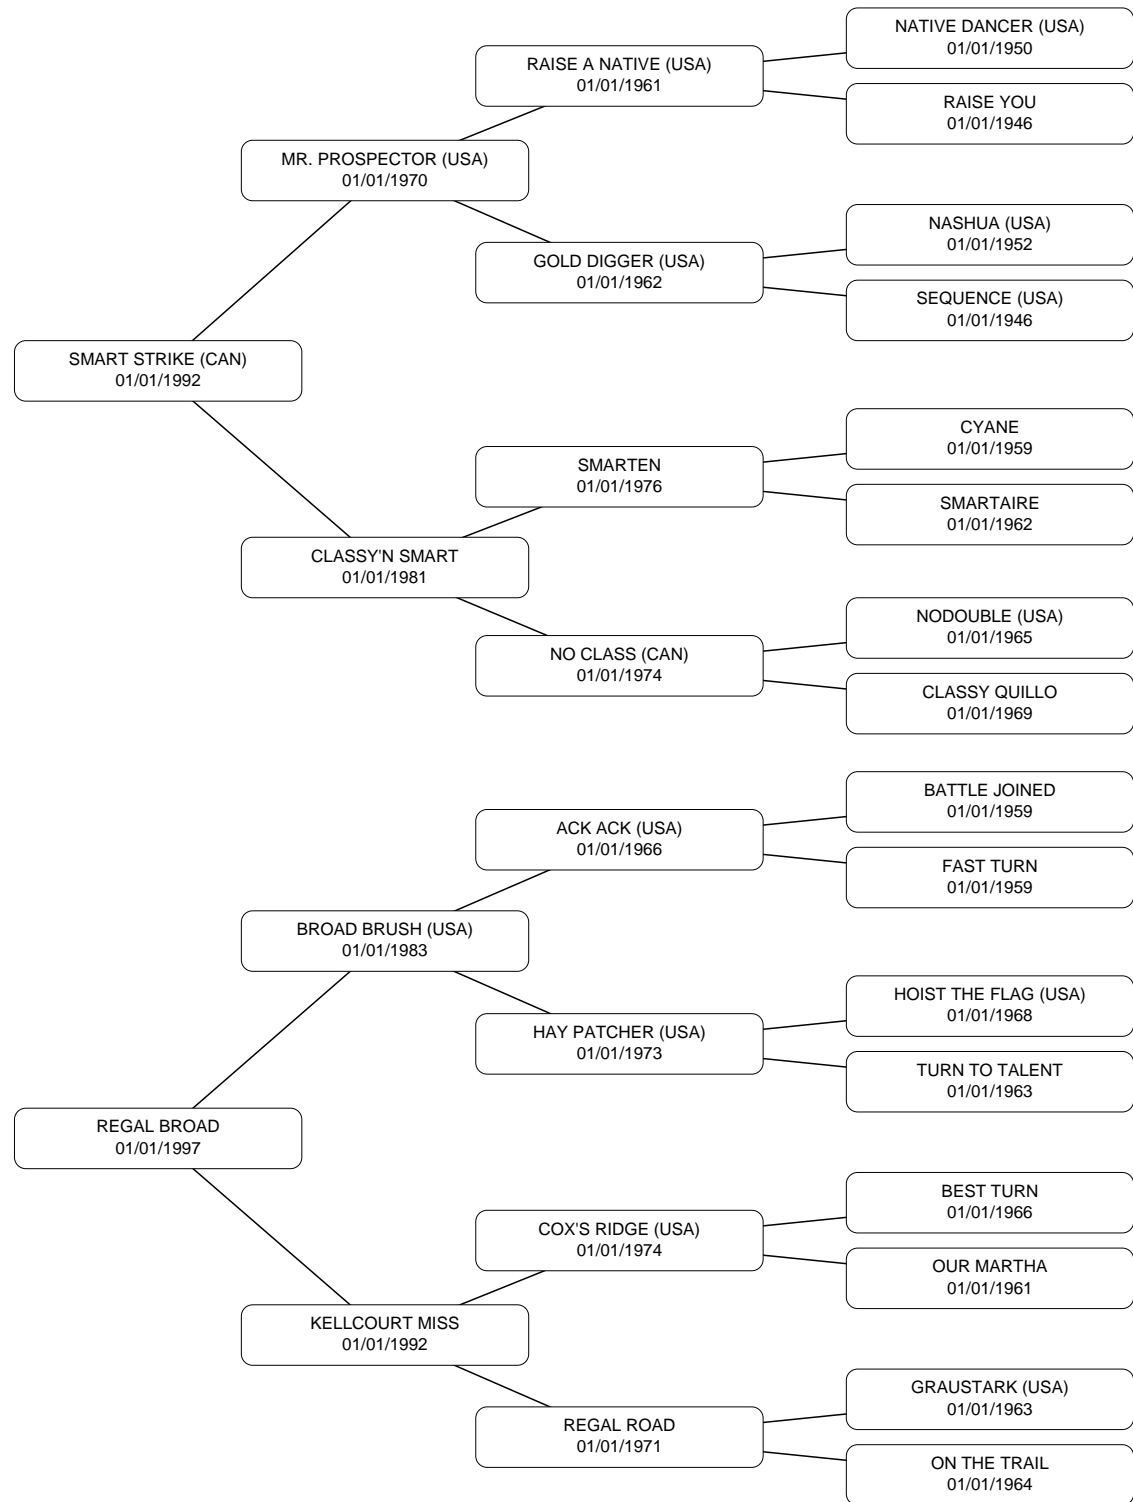 NATIVE DANCER (USA)
01/01/1950
RAISE A NATIVE (USA)
01/01/1961
RAISE YOU
01/01/1946
MR. PROSPECTOR (USA)
01/01/1970
NASHUA (USA)
01/01/1952
GOLD DIGGER (USA)
01/01/1962
SEQUENCE (USA)
01/01/1946
SMART STRIKE (CAN)
01/01/1992
CYANE
01/01/1959
SMARTEN
01/01/1976
SMARTAIRE
01/01/1962
CLASSY'N SMART
01/01/1981
NODOUBLE (USA)
01/01/1965
NO CLASS (CAN)
01/01/1974
CLASSY QUILLO
01/01/1969
BATTLE JOINED
01/01/1959
ACK ACK (USA)
01/01/1966
FAST TURN
01/01/1959
BROAD BRUSH (USA)
01/01/1983
HOIST THE FLAG (USA)
01/01/1968
HAY PATCHER (USA)
01/01/1973
TURN TO TALENT
01/01/1963
REGAL BROAD
01/01/1997
BEST TURN
01/01/1966
COX'S RIDGE (USA)
01/01/1974
OUR MARTHA
01/01/1961
KELLCOURT MISS
01/01/1992
GRAUSTARK (USA)
01/01/1963
REGAL ROAD
01/01/1971
ON THE TRAIL
01/01/1964